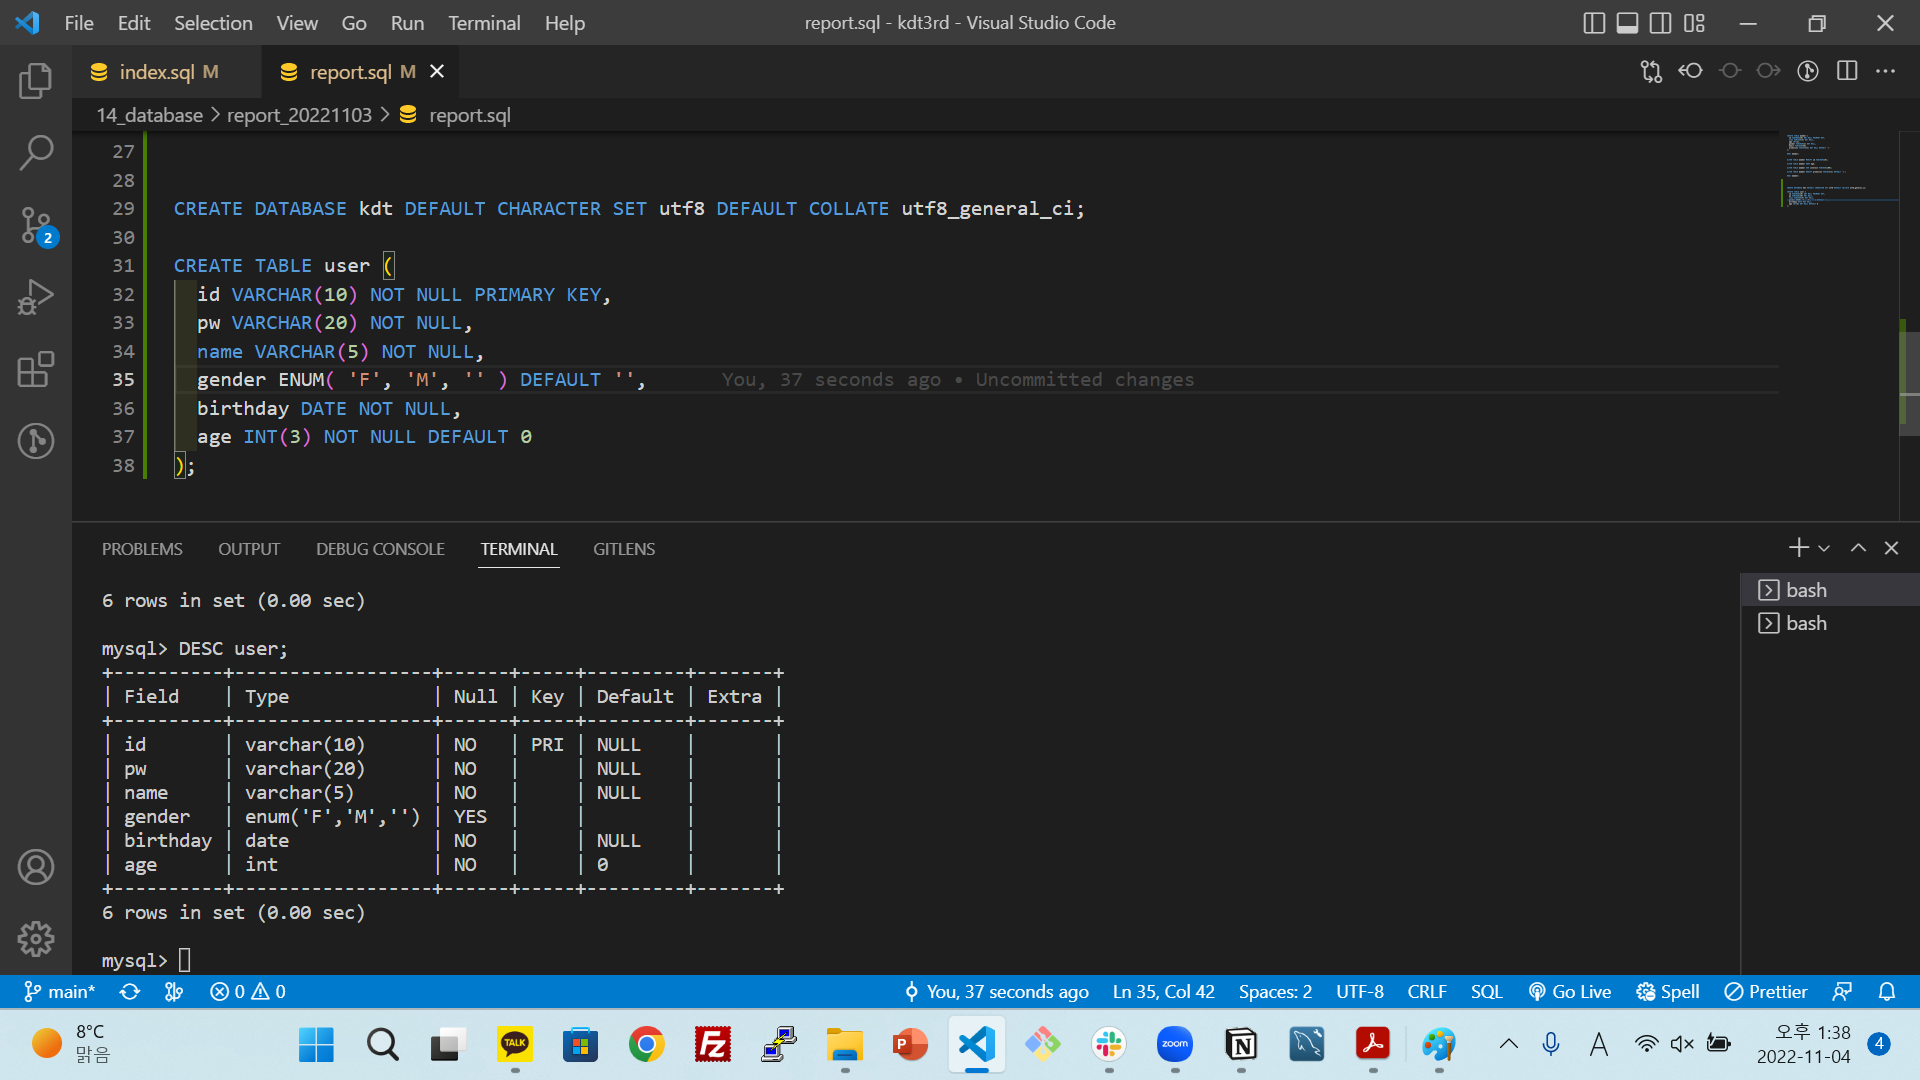 File Edit Selection View Go Run Terminal Help
report.sql - kdt3rd - Visual Studio Code
index.sql M
report.sql M
14_database > report_20221103 > report.sql
27
28
29 CREATE DATABASE kdt DEFAULT CHARACTER SET utf8 DEFAULT COLLATE utf8_general_ci;
30
31 CREATE TABLE user (
32 id VARCHAR(10) NOT NULL PRIMARY KEY,
33 pw VARCHAR(20) NOT NULL,
34 name VARCHAR(5) NOT NULL,
35 gender ENUM( 'F', 'M', '' ) DEFAULT '', You, 37 seconds ago • Uncommitted changes
36 birthday DATE NOT NULL,
37 age INT(3) NOT NULL DEFAULT 0
38 );
2
PROBLEMS OUTPUT DEBUG CONSOLE TERMINAL GITLENS
bash
bash
6 rows in set (0.00 sec)
mysql> DESC user;
+----------+-----------------+------+-----+---------+-------+
| Field    | Type            | Null | Key | Default | Extra |
+----------+-----------------+------+-----+---------+-------+
| id       | varchar(10)     | NO   | PRI | NULL    |       |
| pw       | varchar(20)     | NO   |     | NULL    |       |
| name     | varchar(5)      | NO   |     | NULL    |       |
| gender   | enum('F','M','') | YES  |     |         |       |
| birthday | date            | NO   |     | NULL    |       |
| age      | int             | NO   |     | 0       |       |
+----------+-----------------+------+-----+---------+-------+
6 rows in set (0.00 sec)
mysql>
main* 0 0 You, 37 seconds ago Ln 35, Col 42 Spaces: 2 UTF-8 CRLF SQL Go Live Spell Prettier
8°C
맑음
TALK
Fz
P
zoom
N
A
오후 1:38
2022-11-04
4